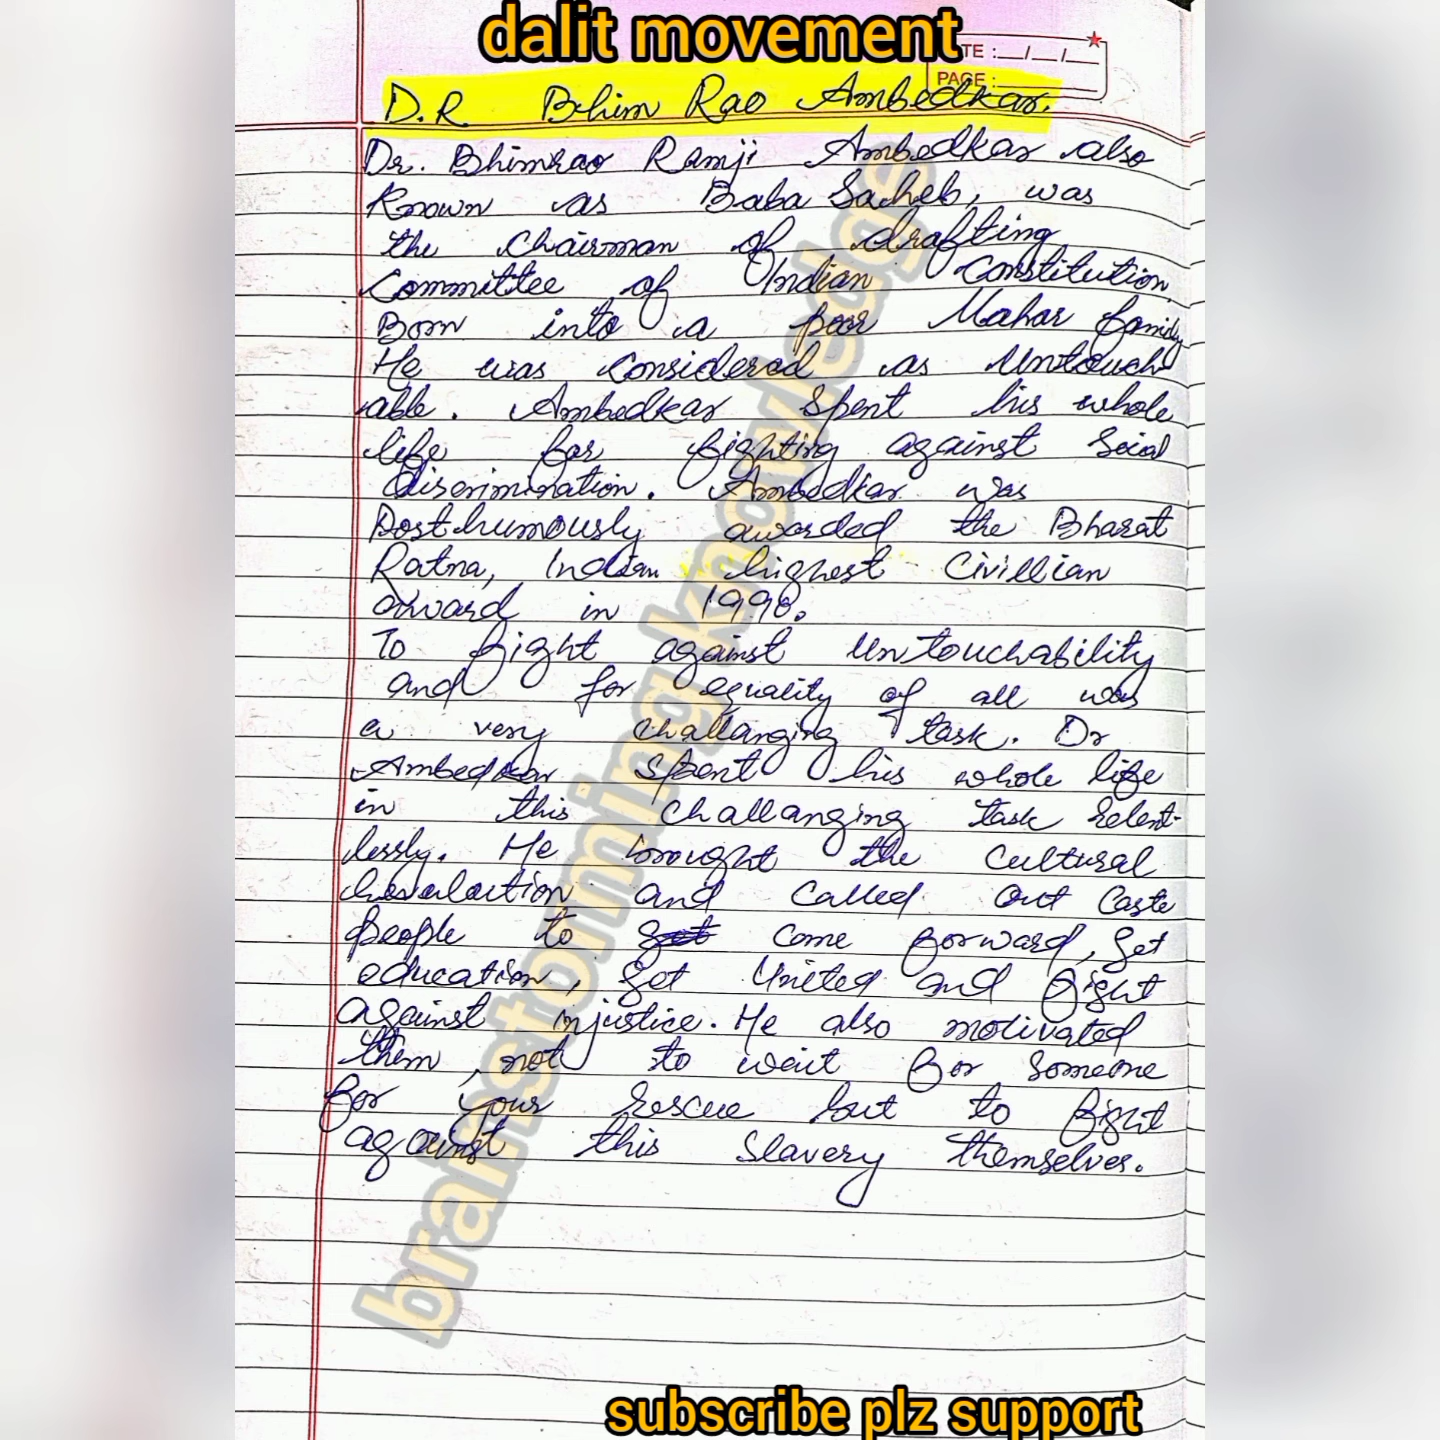 dalit movement
DATE : __/__/__
PAGE :
D.R. Bhim Rao Ambedkar.
Dr. Bhimrao Ramji Ambedkar also
Known as Baba Saheb, was
the Chairman of drafting
Committee of Indian Constitution,
Born into a poor Mahar family
He was Considered as Untouch
able. Ambedkar Spent his whole
life for fighting against Social
discrimination. Ambedkar was
Posthumously awarded the Bharat
Ratna, Indian highest Civillian
award in 1990.
To fight against Untouchability
and for equality of all was
a very challanging task. Dr
Ambedkar Spent his whole life
in this Challanging task relent-
lessly. He brought the Cultural
and Called out Caste
people to get come forward, get
education, get United and fight
against injustice. He also motivated
them, not to wait for Someone
for your rescue but to fight
against this Slavery themselves.
brainstorming knowledge
subscribe plz support